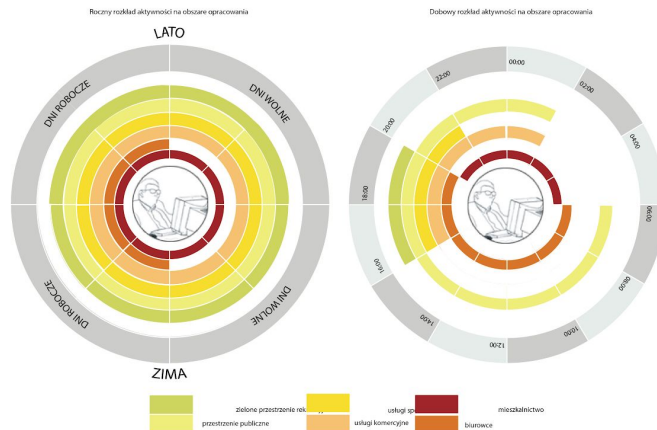 Roczny rozkład aktywności na obszarze opracowania
Dobowy rozkład aktywności na obszarze opracowania
LATO
DNI ROBOCZE
DNI WOLNE
DNI ROBOCZE
DNI WOLNE
ZIMA
00:00
02:00
04:00
06:00
08:00
10:00
12:00
14:00
16:00
18:00
20:00
22:00
zielone przestrzenie
usługi
mieszkalnictwo
przestrzenie publiczne
usługi komercyjne
biurowce